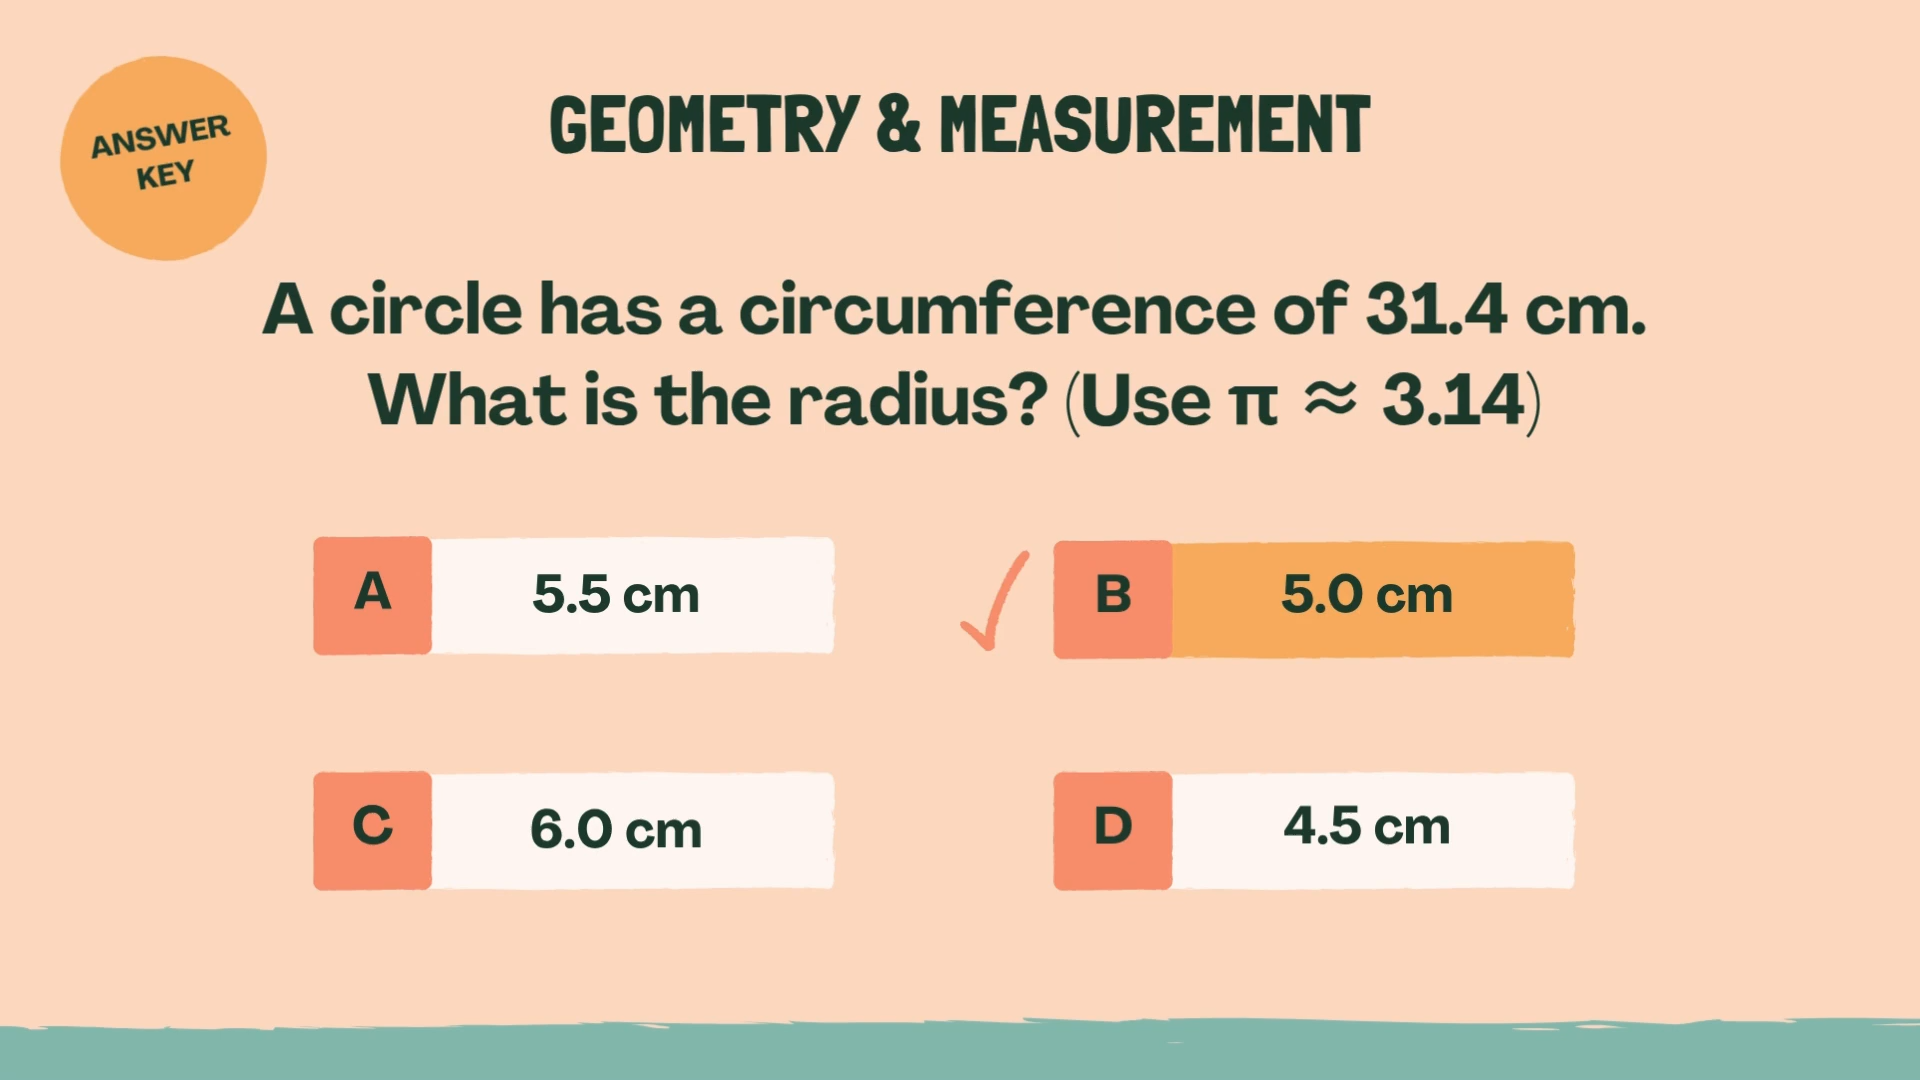 ANSWER
KEY
GEOMETRY & MEASUREMENT
A circle has a circumference of 31.4 cm.
What is the radius? (Use π ≈ 3.14)
A 5.5 cm
B 5.0 cm
C 6.0 cm
D 4.5 cm